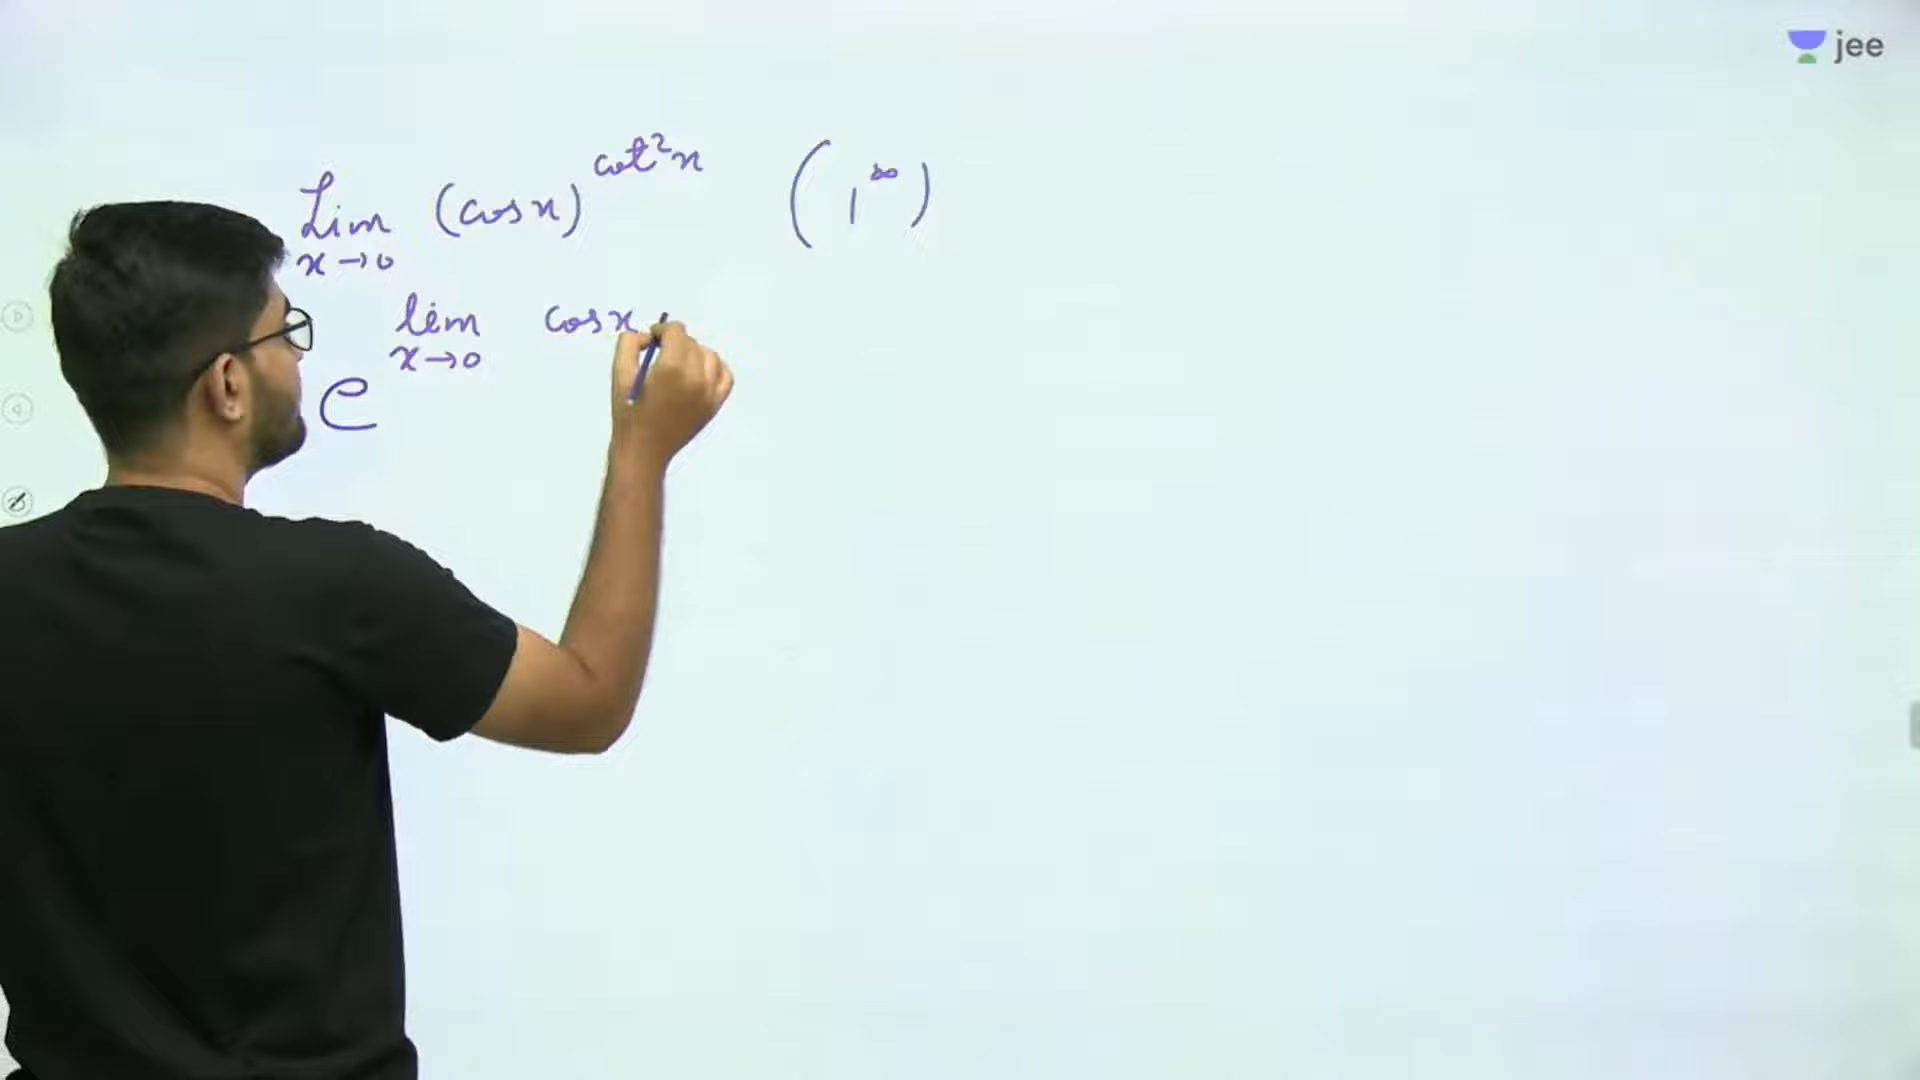 jee
Lim x→0 (cosx)^cot²x (1^∞)
e^lim x→0 cosx